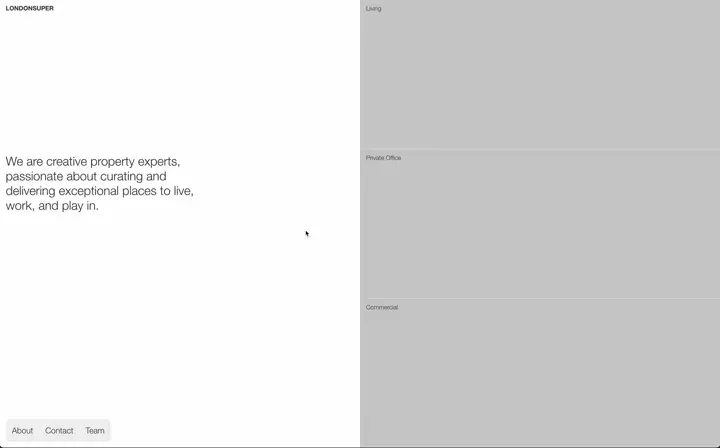 LONDONSUPER
We are creative property experts,
passionate about curating and
delivering exceptional places to live,
work, and play in.
About Contact Team
Living
Private Office
Commercial